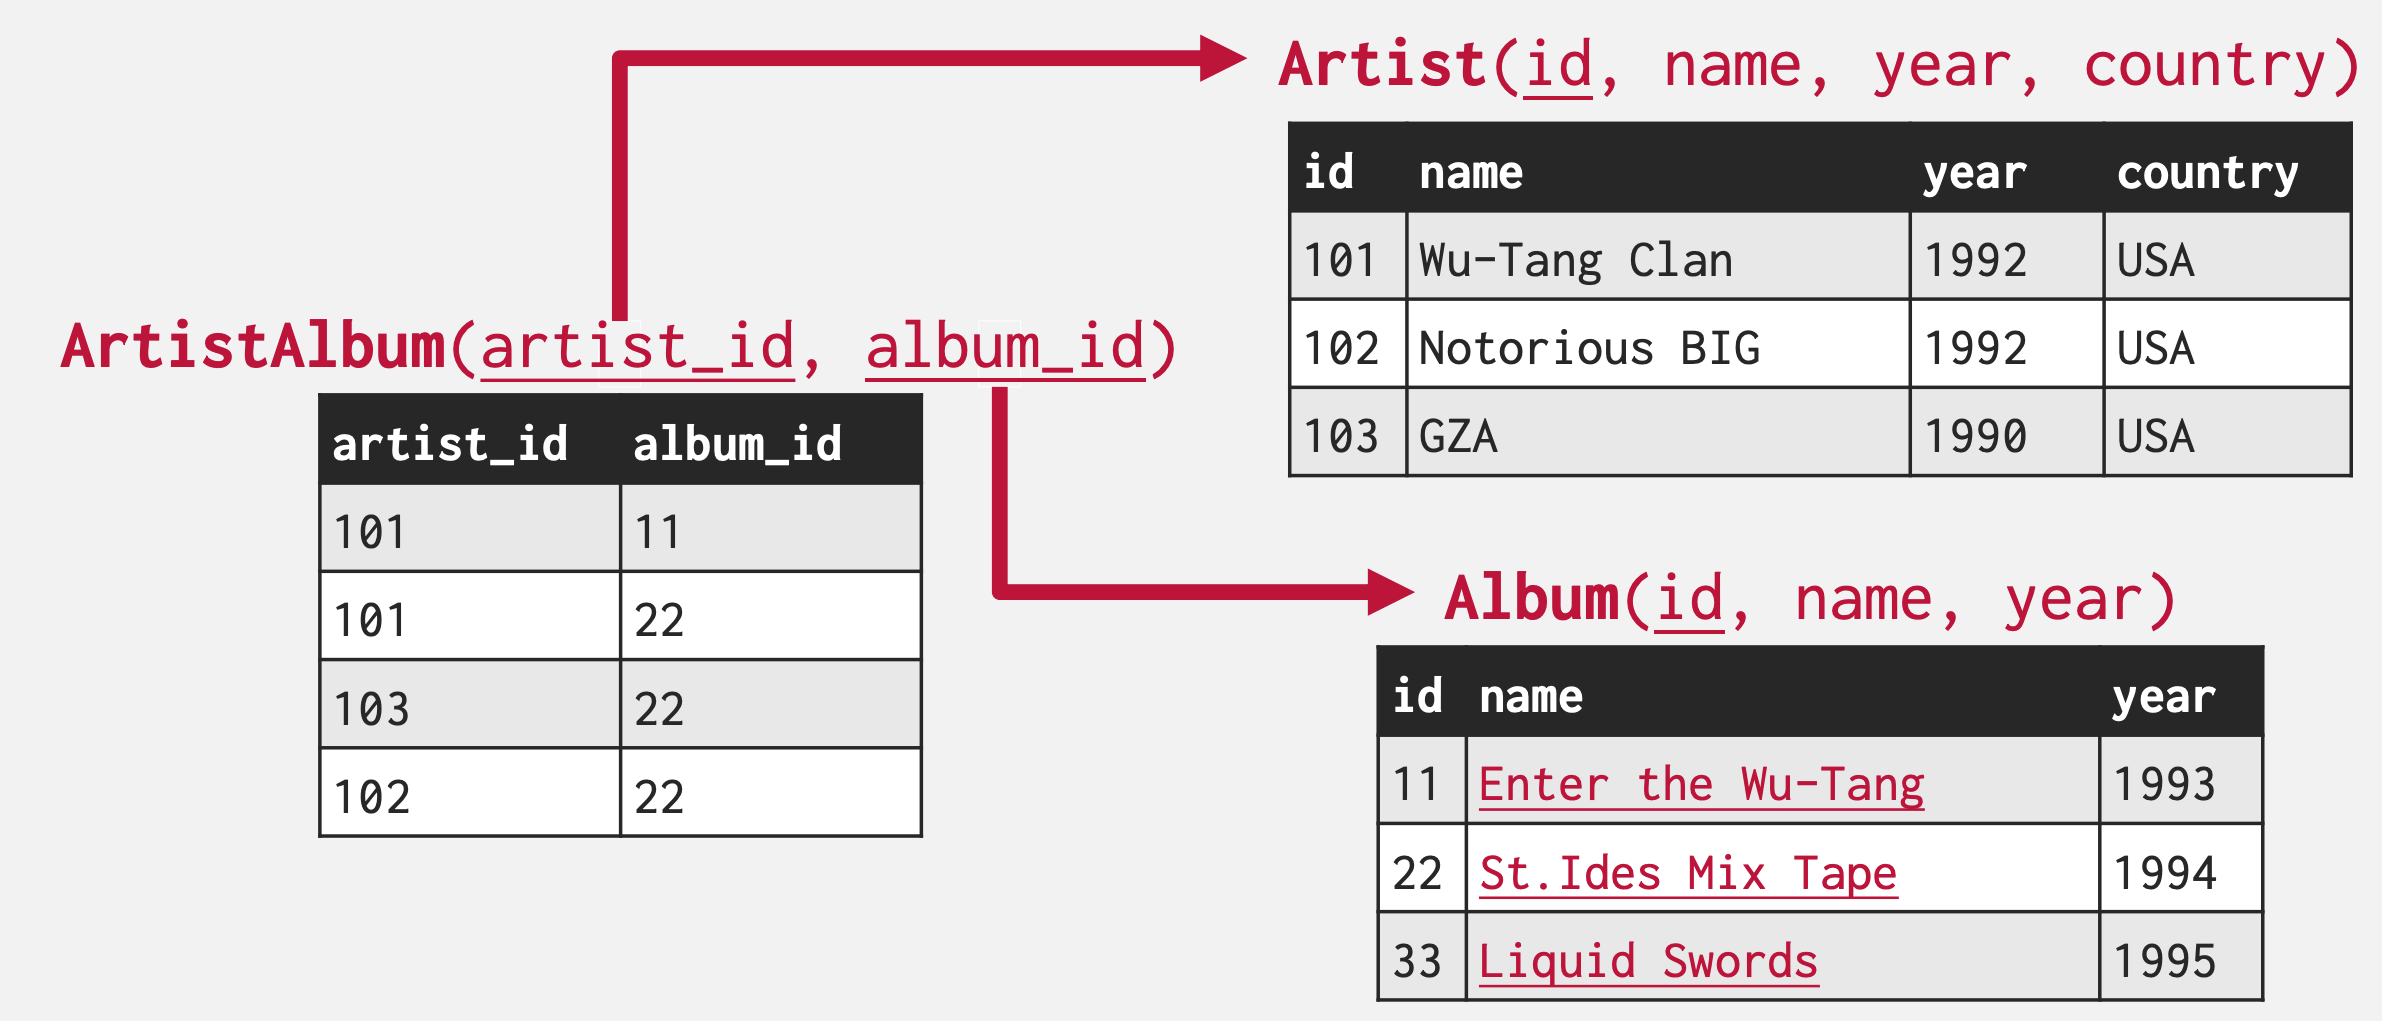 Artist(id, name, year, country)
id name year country
101 Wu-Tang Clan 1992 USA
102 Notorious BIG 1992 USA
103 GZA 1990 USA
ArtistAlbum(artist_id, album_id)
artist_id album_id
101 11
101 22
103 22
102 22
Album(id, name, year)
id name year
11 Enter the Wu-Tang 1993
22 St.Ides Mix Tape 1994
33 Liquid Swords 1995